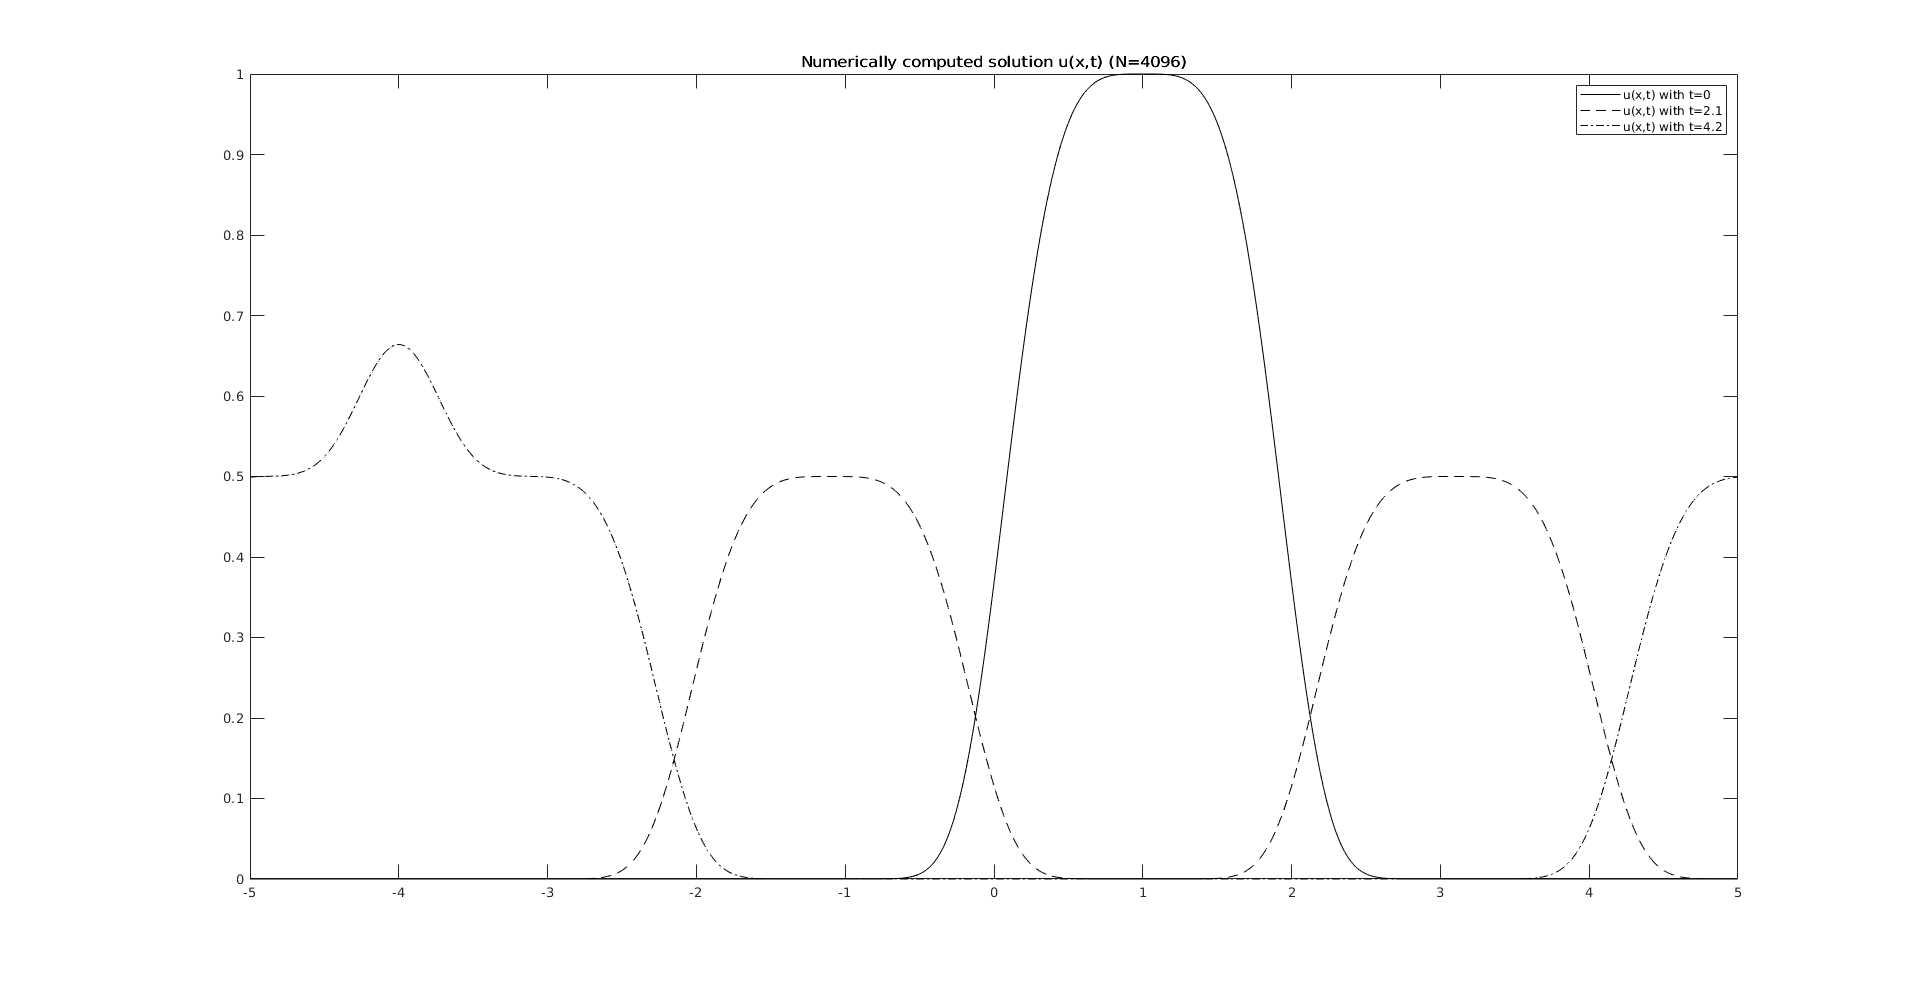 Numerically computed solution u(x,t) (N=4096)
u(x,t) with t=0
u(x,t) with t=2.1
u(x,t) with t=4.2
1
0.9
0.8
0.7
0.6
0.5
0.4
0.3
0.2
0.1
0
-5 -4 -3 -2 -1 0 1 2 3 4 5